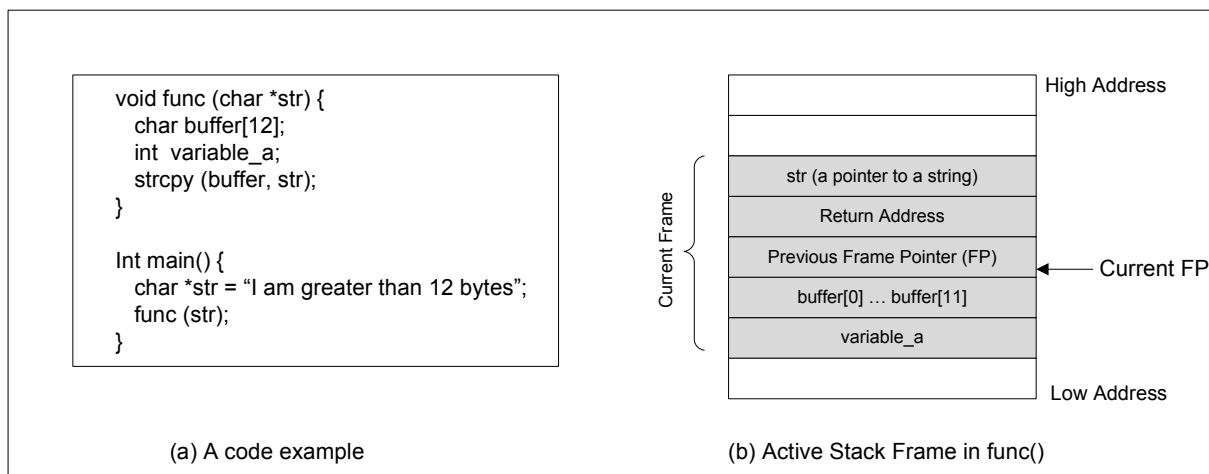 void func (char *str) {
char buffer[12];
int variable_a;
strcpy (buffer, str);
}
Int main() {
char *str = “I am greater than 12 bytes”;
func (str);
}
(a) A code example
High Address
Current Frame
str (a pointer to a string)
Return Address
Previous Frame Pointer (FP)
Current FP
buffer[0] … buffer[11]
variable_a
Low Address
(b) Active Stack Frame in func()